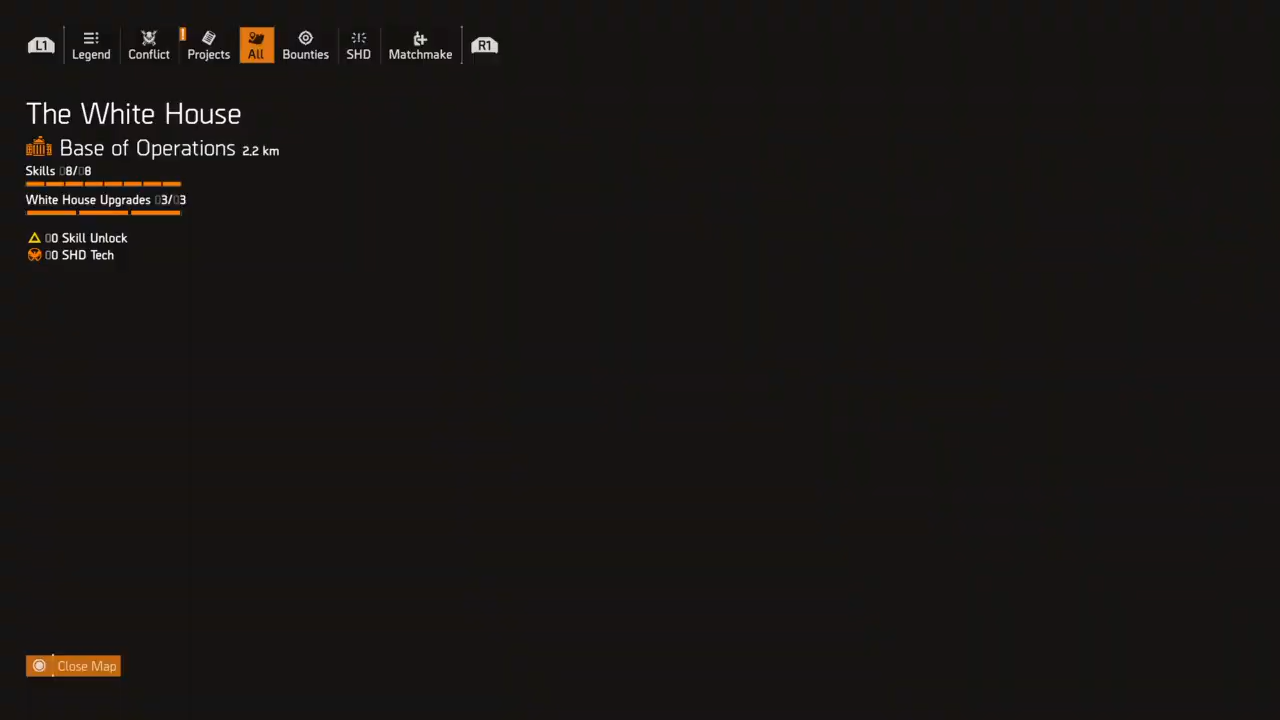 L1 Legend Conflict Projects All Bounties SHD Matchmake R1
The White House
Base of Operations 2.2 km
Skills 08/08
White House Upgrades 03/03
00 Skill Unlock
00 SHD Tech
Close Map